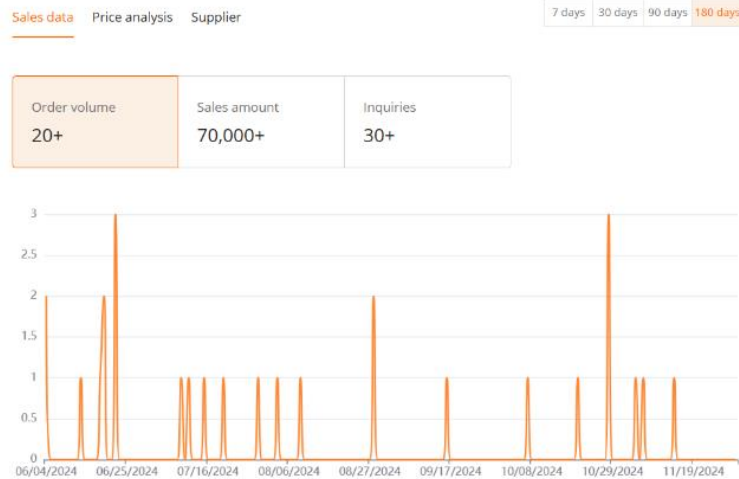 Sales data Price analysis Supplier 7 days 30 days 90 days 180 days
Order volume Sales amount Inquiries
20+ 70,000+ 30+
3
2.5
2
1.5
1
0.5
0
06/04/2024 06/25/2024 07/16/2024 08/06/2024 08/27/2024 09/17/2024 10/08/2024 10/29/2024 11/19/2024